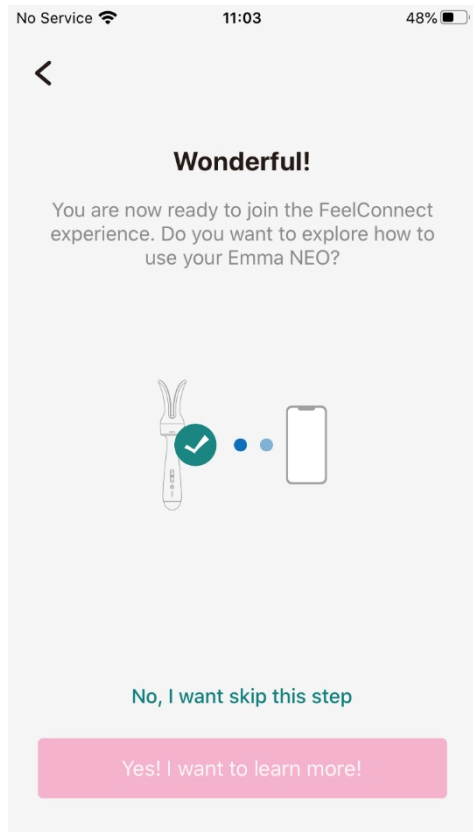 No Service 11:03 48%
Wonderful!
You are now ready to join the FeelConnect
experience. Do you want to explore how to
use your Emma NEO?
No, I want skip this step
Yes! I want to learn more!